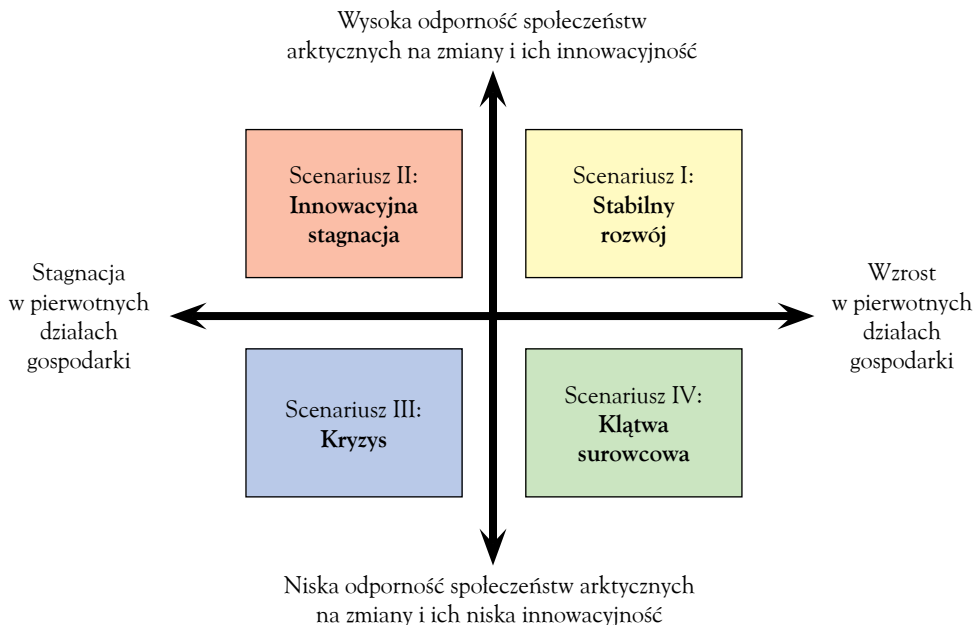 Wysoka odporność społeczeństw
arktycznych na zmiany i ich innowacyjność
Scenariusz II:
Innowacyjna
stagnacja
Scenariusz I:
Stabilny
rozwój
Stagnacja
w pierwotnych
działach
gospodarki
Wzrost
w pierwotnych
działach
gospodarki
Scenariusz III:
Kryzys
Scenariusz IV:
Klątwa
surowcowa
Niska odporność społeczeństw arktycznych
na zmiany i ich niska innowacyjność